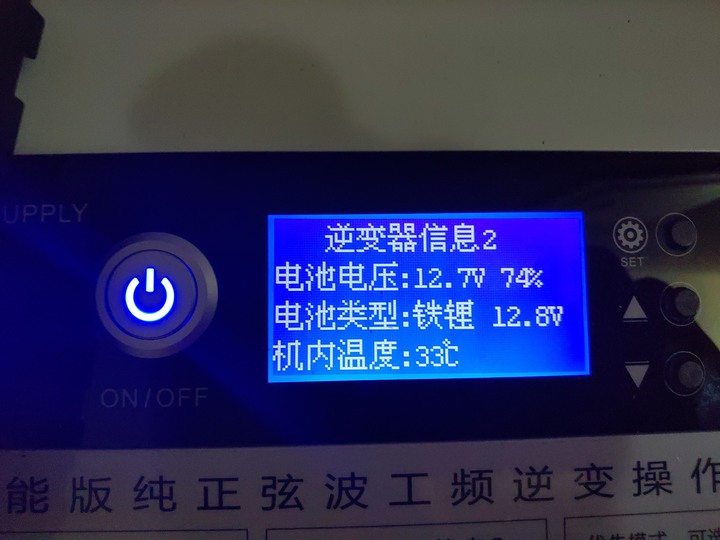 UPPLY
逆变器信息2
电池电压:12.7V 74%
电池类型:铁锂 12.8V
机内温度:33℃
SET
ON/OFF
能版纯正弦波工频逆变操作